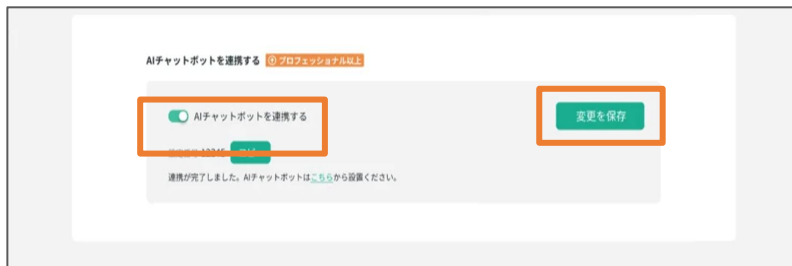 AIチャットボットを連携する プロフェッショナル以上
AIチャットボットを連携する
変更を保存
12345
連携が完了しました。AIチャットボットはこちらから設置ください。